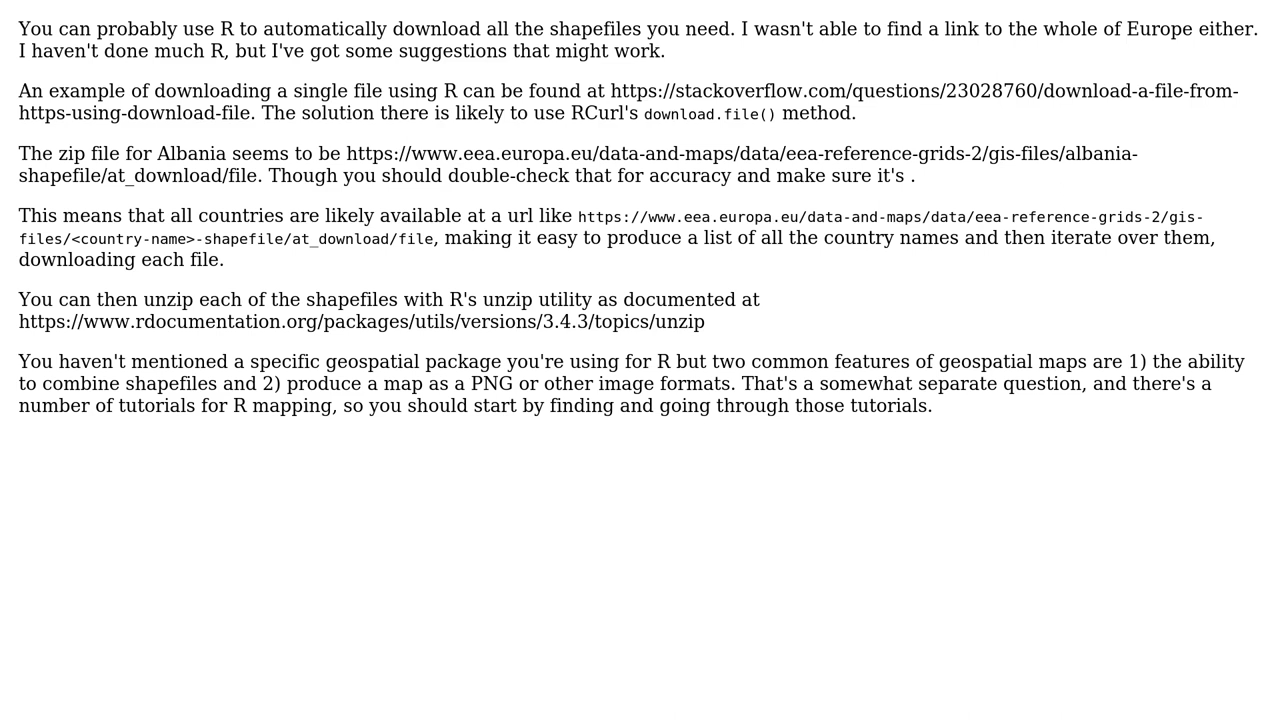 You can probably use R to automatically download all the shapefiles you need. I wasn't able to find a link to the whole of Europe either.
I haven't done much R, but I've got some suggestions that might work.
An example of downloading a single file using R can be found at https://stackoverflow.com/questions/23028760/download-a-file-from-
https-using-download-file. The solution there is likely to use RCurl's download.file() method.
The zip file for Albania seems to be https://www.eea.europa.eu/data-and-maps/data/eea-reference-grids-2/gis-files/albania-
shapefile/at_download/file. Though you should double-check that for accuracy and make sure it's .
This means that all countries are likely available at a url like https://www.eea.europa.eu/data-and-maps/data/eea-reference-grids-2/gis-
files/<country-name>-shapefile/at_download/file, making it easy to produce a list of all the country names and then iterate over them,
downloading each file.
You can then unzip each of the shapefiles with R's unzip utility as documented at
https://www.rdocumentation.org/packages/utils/versions/3.4.3/topics/unzip
You haven't mentioned a specific geospatial package you're using for R but two common features of geospatial maps are 1) the ability
to combine shapefiles and 2) produce a map as a PNG or other image formats. That's a somewhat separate question, and there's a
number of tutorials for R mapping, so you should start by finding and going through those tutorials.